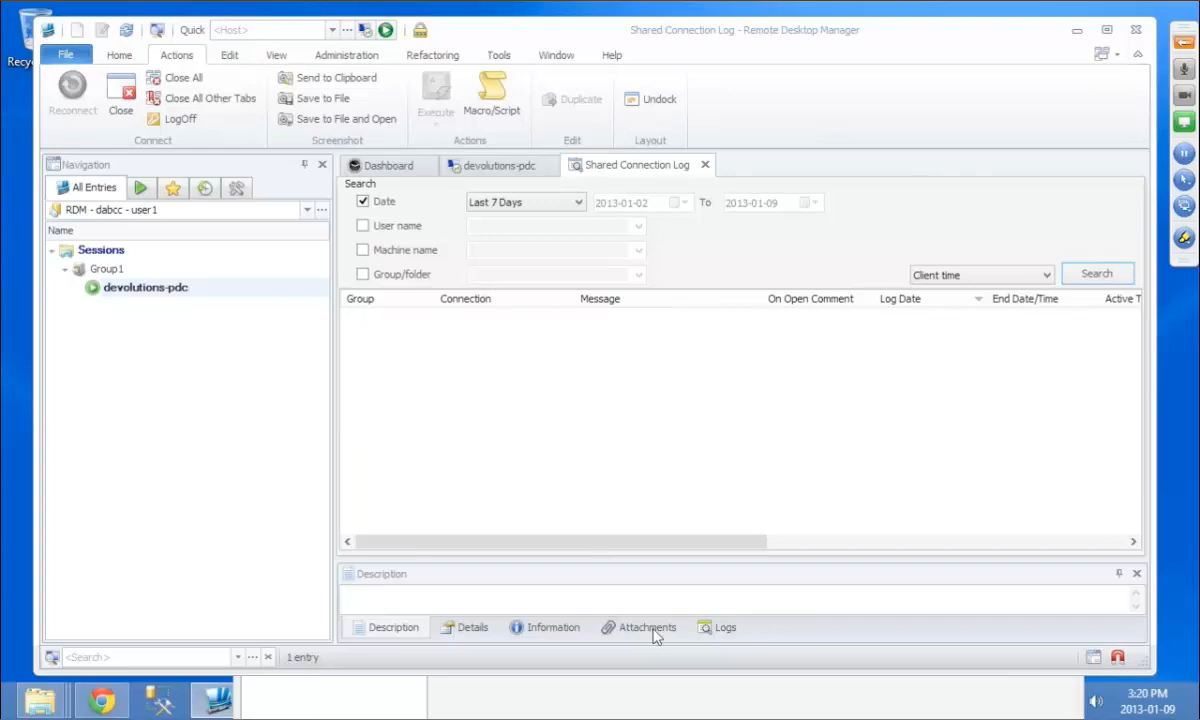 Quick <Host> Shared Connection Log - Remote Desktop Manager
File Home Actions Edit View Administration Refactoring Tools Window Help
Reconnect Close Close All Send to Clipboard Execute Macro/Script Duplicate Undock
Close All Other Tabs Save to File
LogOff Save to File and Open
Connect Screenshot Actions Edit Layout
Navigation Dashboard devolutions-pdc Shared Connection Log
All Entries Search
RDM - dabcc - user1 Date Last 7 Days 2013-01-02 To 2013-01-09
Name User name
Sessions Machine name
Group1 Group/folder Client time Search
devolutions-pdc Group Connection Message On Open Comment Log Date End Date/Time Active T
Description
Description Details Information Attachments Logs
<Search> 1 entry
Recy
3:20 PM
2013-01-09